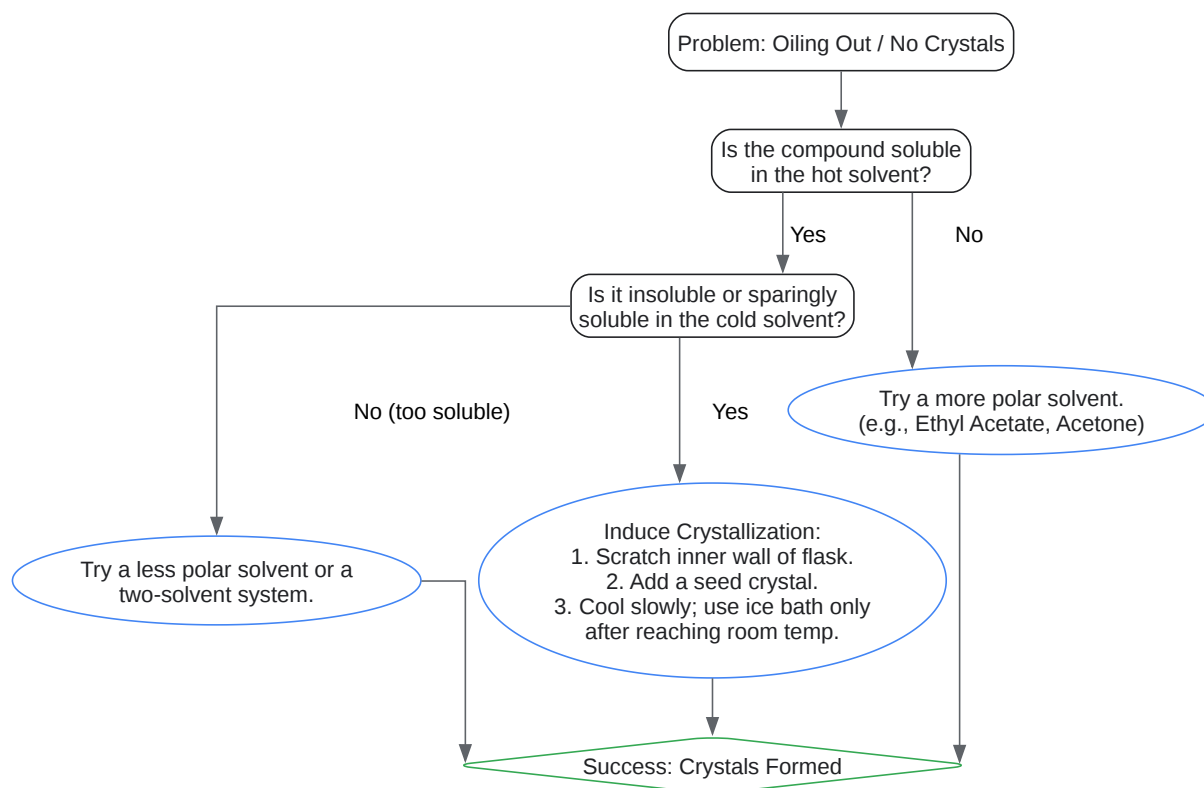 Problem: Oiling Out / No Crystals
Is the compound soluble
in the hot solvent?
Yes
No
Is it insoluble or sparingly
soluble in the cold solvent?
No (too soluble)
Yes
Try a more polar solvent.
(e.g., Ethyl Acetate, Acetone)
Induce Crystallization:
1. Scratch inner wall of flask.
2. Add a seed crystal.
3. Cool slowly; use ice bath only
after reaching room temp.
Try a less polar solvent or a
two-solvent system.
Success: Crystals Formed